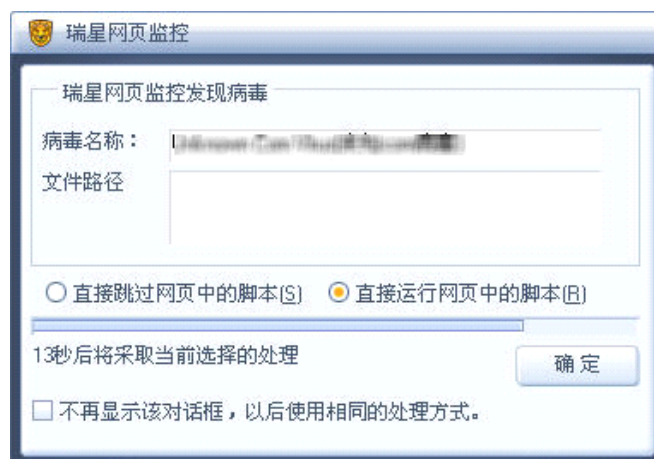 瑞星网页监控
瑞星网页监控发现病毒
病毒名称：
文件路径
直接跳过网页中的脚本(S) 直接运行网页中的脚本(R)
13秒后将采取当前选择的处理
确定
不再显示该对话框，以后使用相同的处理方式。